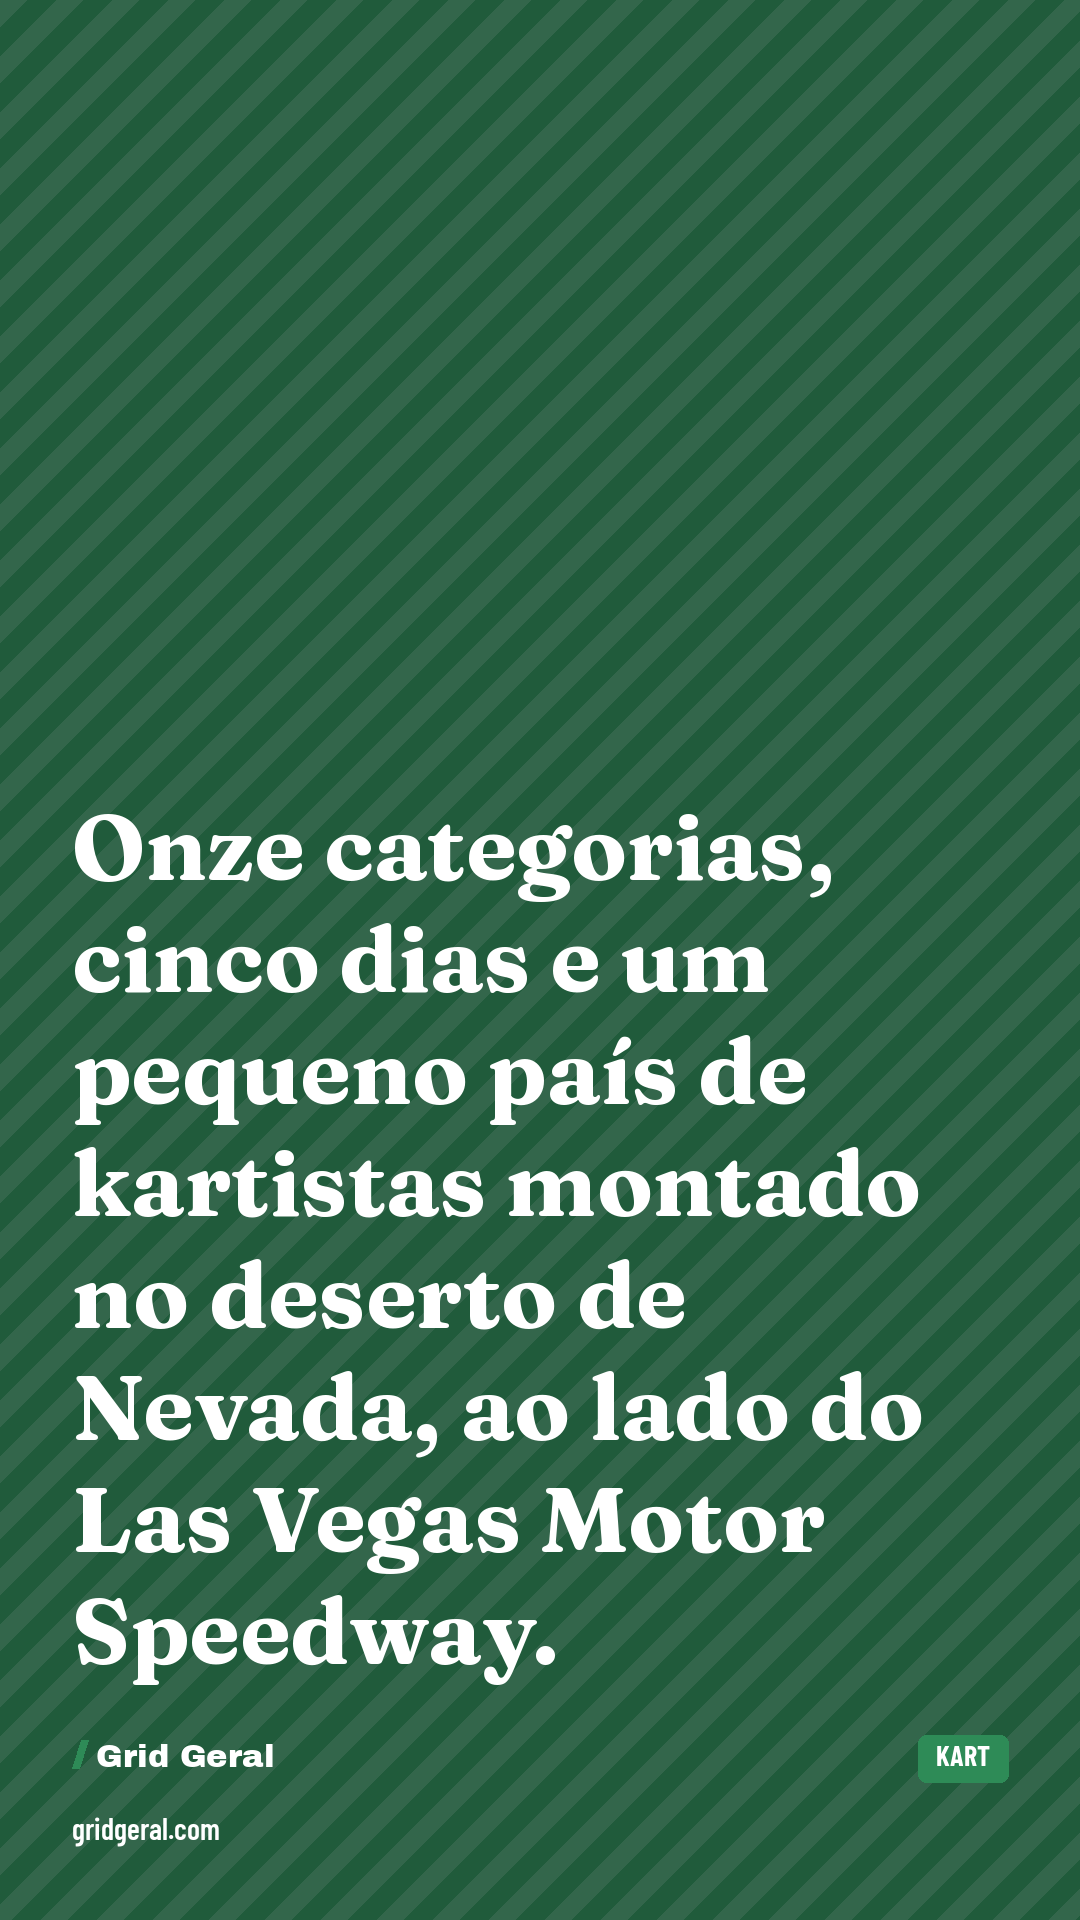 Onze categorias,
cinco dias e um
pequeno país de
kartistas montado
no deserto de
Nevada, ao lado do
Las Vegas Motor
Speedway.
/ Grid Geral
KART
gridgeral.com